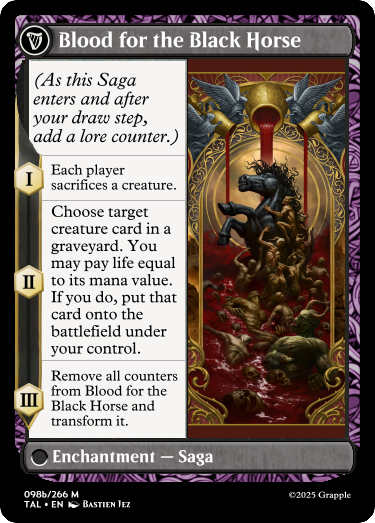 Blood for the Black Horse
(As this Saga
enters and after
your draw step,
add a lore counter.)
I
Each player
sacrifices a creature.
II
Choose target
creature card in a
graveyard. You
may pay life equal
to its mana value.
If you do, put that
card onto the
battlefield under
your control.
III
Remove all counters
from Blood for the
Black Horse and
transform it.
Enchantment — Saga
098b/266 M
TAL • EN Bastien Jez
©2025 Grapple